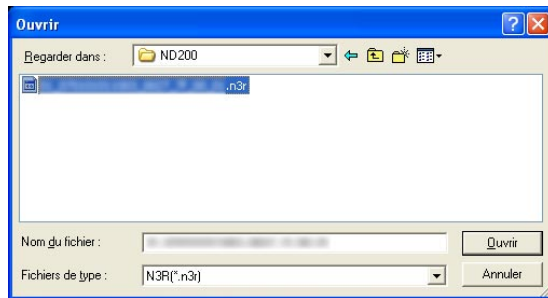 Ouvrir
Regarder dans : ND200
.n3r
Nom du fichier :
Ouvrir
Fichiers de type : N3R(*.n3r)
Annuler